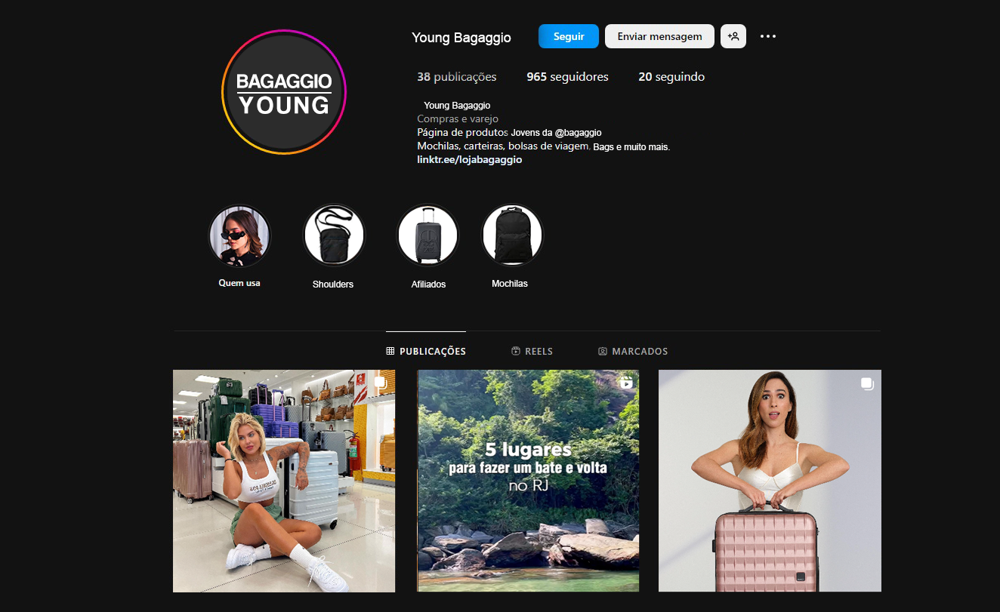 BAGAGGIO
YOUNG
Young Bagaggio
Seguir
Enviar mensagem
38 publicações
965 seguidores
20 seguindo
Young Bagaggio
Compras e varejo
Página de produtos Jovens da @bagaggio
Mochilas, carteiras, bolsas de viagem, Bags e muito mais.
linktr.ee/lojabagaggio
Quem usa
Shoulders
Afiliados
Mochilas
PUBLICAÇÕES
REELS
MARCADOS
5 lugares
para fazer um bate e volta
no RJ